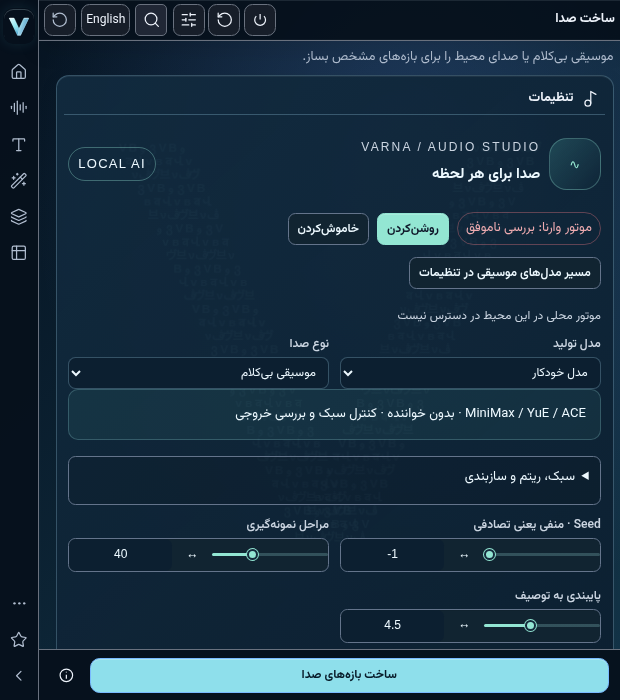 ساخت صدا
English
موسیقی بی‌کلام یا صدای محیط را برای بازه‌های مشخص بساز.
تنظیمات
VARNA / AUDIO STUDIO
صدا برای هر لحظه
LOCAL AI
موتور وارنا: بررسی ناموفق
روشن‌کردن
خاموش‌کردن
مسیر مدل‌های موسیقی در تنظیمات
موتور محلی در این محیط در دسترس نیست
مدل تولید
نوع صدا
مدل خودکار
موسیقی بی‌کلام
MiniMax / YuE / ACE · بدون خواننده · کنترل سبک و بررسی خروجی
سبک، ریتم و سازبندی
Seed · منفی یعنی تصادفی
مراحل نمونه‌گیری
-1
40
پایبندی به توصیف
4.5
ساخت بازه‌های صدا